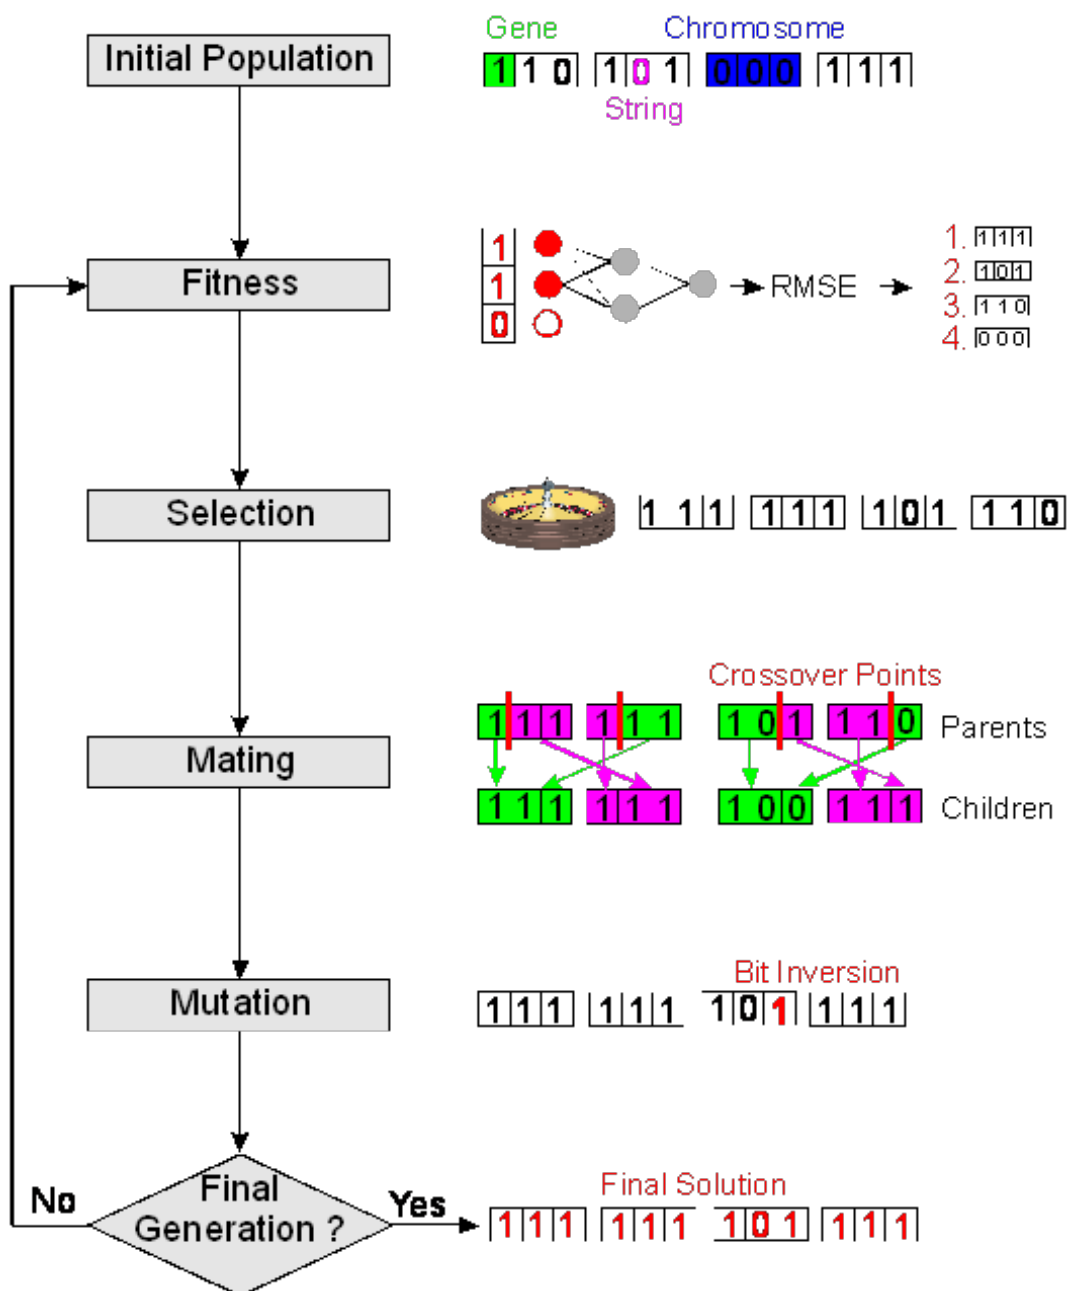 Gene Chromosome
Initial Population 1 1 0 1 0 1 0 0 0 1 1 1
String
1 1. 1 1 1
Fitness 1 RMSE 2. 1 0 1
0 3. 1 1 0
4. 0 0 0
Selection 1 1 1 1 1 1 1 0 1 1 1 0
Crossover Points
1 1 1 1 1 1 1 0 1 1 1 0 Parents
Mating
1 1 1 1 1 1 1 0 0 1 1 1 Children
Bit Inversion
Mutation 1 1 1 1 1 1 1 0 1 1 1 1
Final Solution
No Final Generation ? Yes 1 1 1 1 1 1 1 0 1 1 1 1